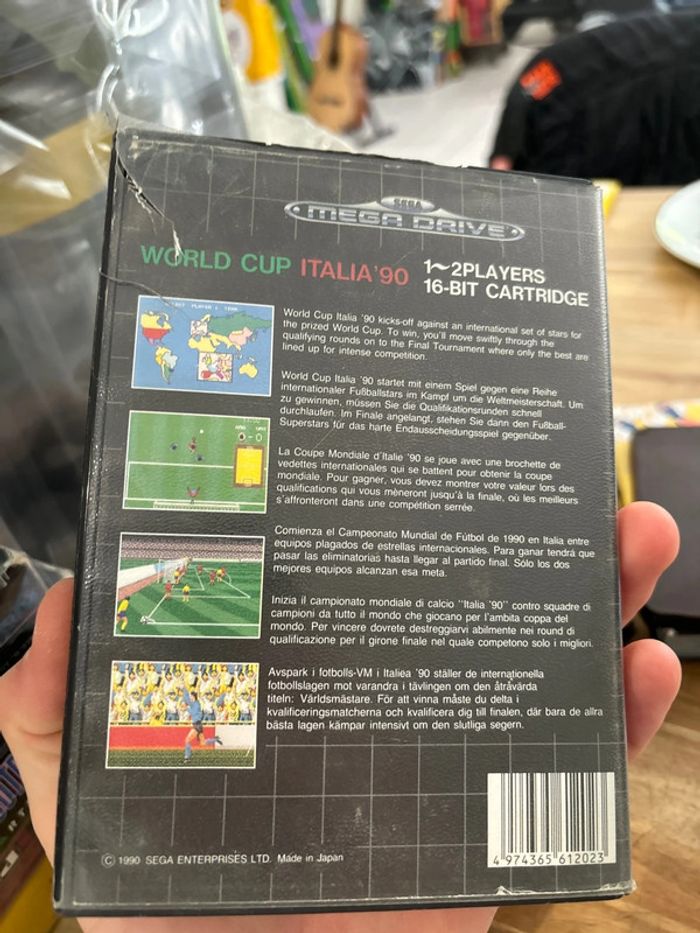 SEGA
MEGA DRIVE
WORLD CUP ITALIA'90
1~2PLAYERS
16-BIT CARTRIDGE
World Cup Italia '90 kicks-off against an international set of stars for
the prized World Cup. To win, you'll move swiftly through the
qualifying rounds on to the Final Tournament where only the best are
lined up for intense competition.
World Cup Italia '90 startet mit einem Spiel gegen eine Reihe
internationaler Fußballstars im Kampf um die Weltmeisterschaft. Um
zu gewinnen, müssen Sie die Qualifikationsrunden schnell
durchlaufen. Im Finale angelangt, stehen Sie dann den Fußball-
Superstars für das harte Endausscheidungsspiel gegenüber.
La Coupe Mondiale d'Italie '90 se joue avec une brochette de
vedettes internationales qui se battent pour obtenir la coupe
mondiale. Pour gagner, vous devez montrer votre valeur lors des
qualifications qui vous mèneront jusqu'à la finale, où les meilleurs
s'affronteront dans une compétition serrée.
Comienza el Campeonato Mundial de Fútbol de 1990 en Italia entre
equipos plagados de estrellas internacionales. Para ganar tendrá que
pasar las eliminatorias hasta llegar al partido final. Sólo los dos
mejores equipos alcanzan esa meta.
Inizia il campionato mondiale di calcio "Italia '90" contro squadre di
campioni da tutto il mondo che giocano per l'ambita coppa del
mondo. Per vincere dovrete destreggiarvi abilmente nei round di
qualificazione per il girone finale nel quale competono solo i migliori.
Avspark i fotbolls-VM i Italiea '90 ställer de internationella
fotbollslagen mot varandra i tävlingen om den åtråvärda
titeln: Världsmästare. För att vinna måste du delta i
kvalificeringsmatcherna och kvalificera dig till finalen, där bara de allra
bästa lagen kämpar intensivt om den slutliga segern.
© 1990 SEGA ENTERPRISES LTD. Made in Japan
4 974365 612023